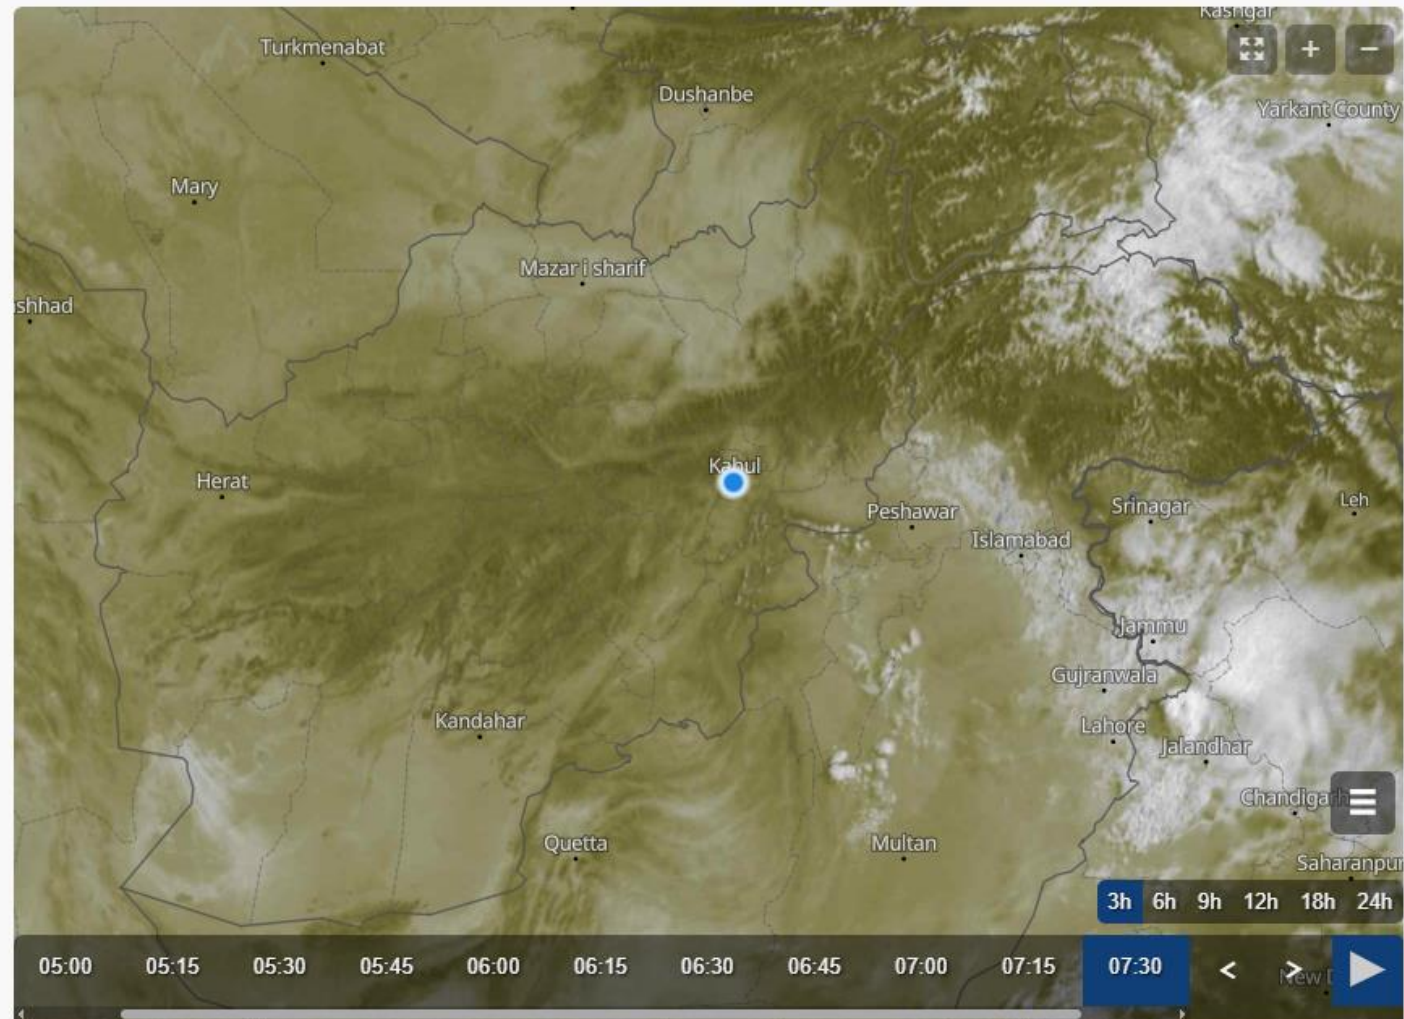 Kashgar
Turkmenabat
+
−
Dushanbe
Yarkant County
Mary
Mazar i sharif
shhad
Kabul
Herat
Srinagar
Leh
Peshawar
Islamabad
Jammu
Gujranwala
Kandahar
Lahore
Jalandhar
Chandigarh
Quetta
Multan
Saharanpur
3h 6h 9h 12h 18h 24h
05:00 05:15 05:30 05:45 06:00 06:15 06:30 06:45 07:00 07:15 07:30 < >
New D